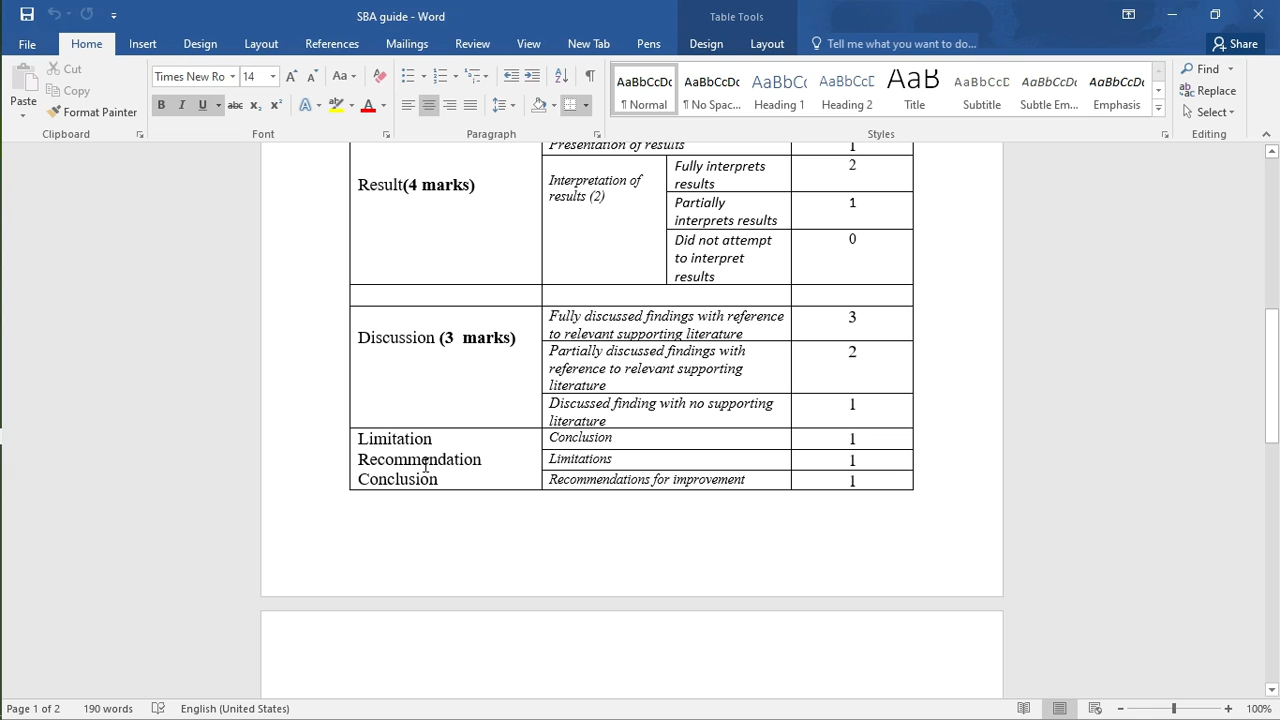 SBA guide - Word
Table Tools
File Home Insert Design Layout References Mailings Review View New Tab Pens Design Layout Tell me what you want to do... Share
Paste
Cut
Copy
Format Painter
Clipboard
Times New Ro 14
Font
Paragraph
AaBbCcDc AaBbCcDc AaBbCc AaBbCcC AaB AaBbCcC AaBbCcDc AaBbCcDc
¶ Normal ¶ No Spac... Heading 1 Heading 2 Title Subtitle Subtle Em... Emphasis
Styles
Find
Replace
Select
Editing
Presentation of results 1
Result(4 marks)
Interpretation of
results (2)
Fully interprets
results
2
Partially
interprets results
1
Did not attempt
to interpret
results
0
Discussion (3 marks)
Fully discussed findings with reference
to relevant supporting literature
3
Partially discussed findings with
reference to relevant supporting
literature
2
Discussed finding with no supporting
literature
1
Limitation
Recommendation
Conclusion
Conclusion 1
Limitations 1
Recommendations for improvement 1
Page 1 of 2 190 words English (United States) 100%